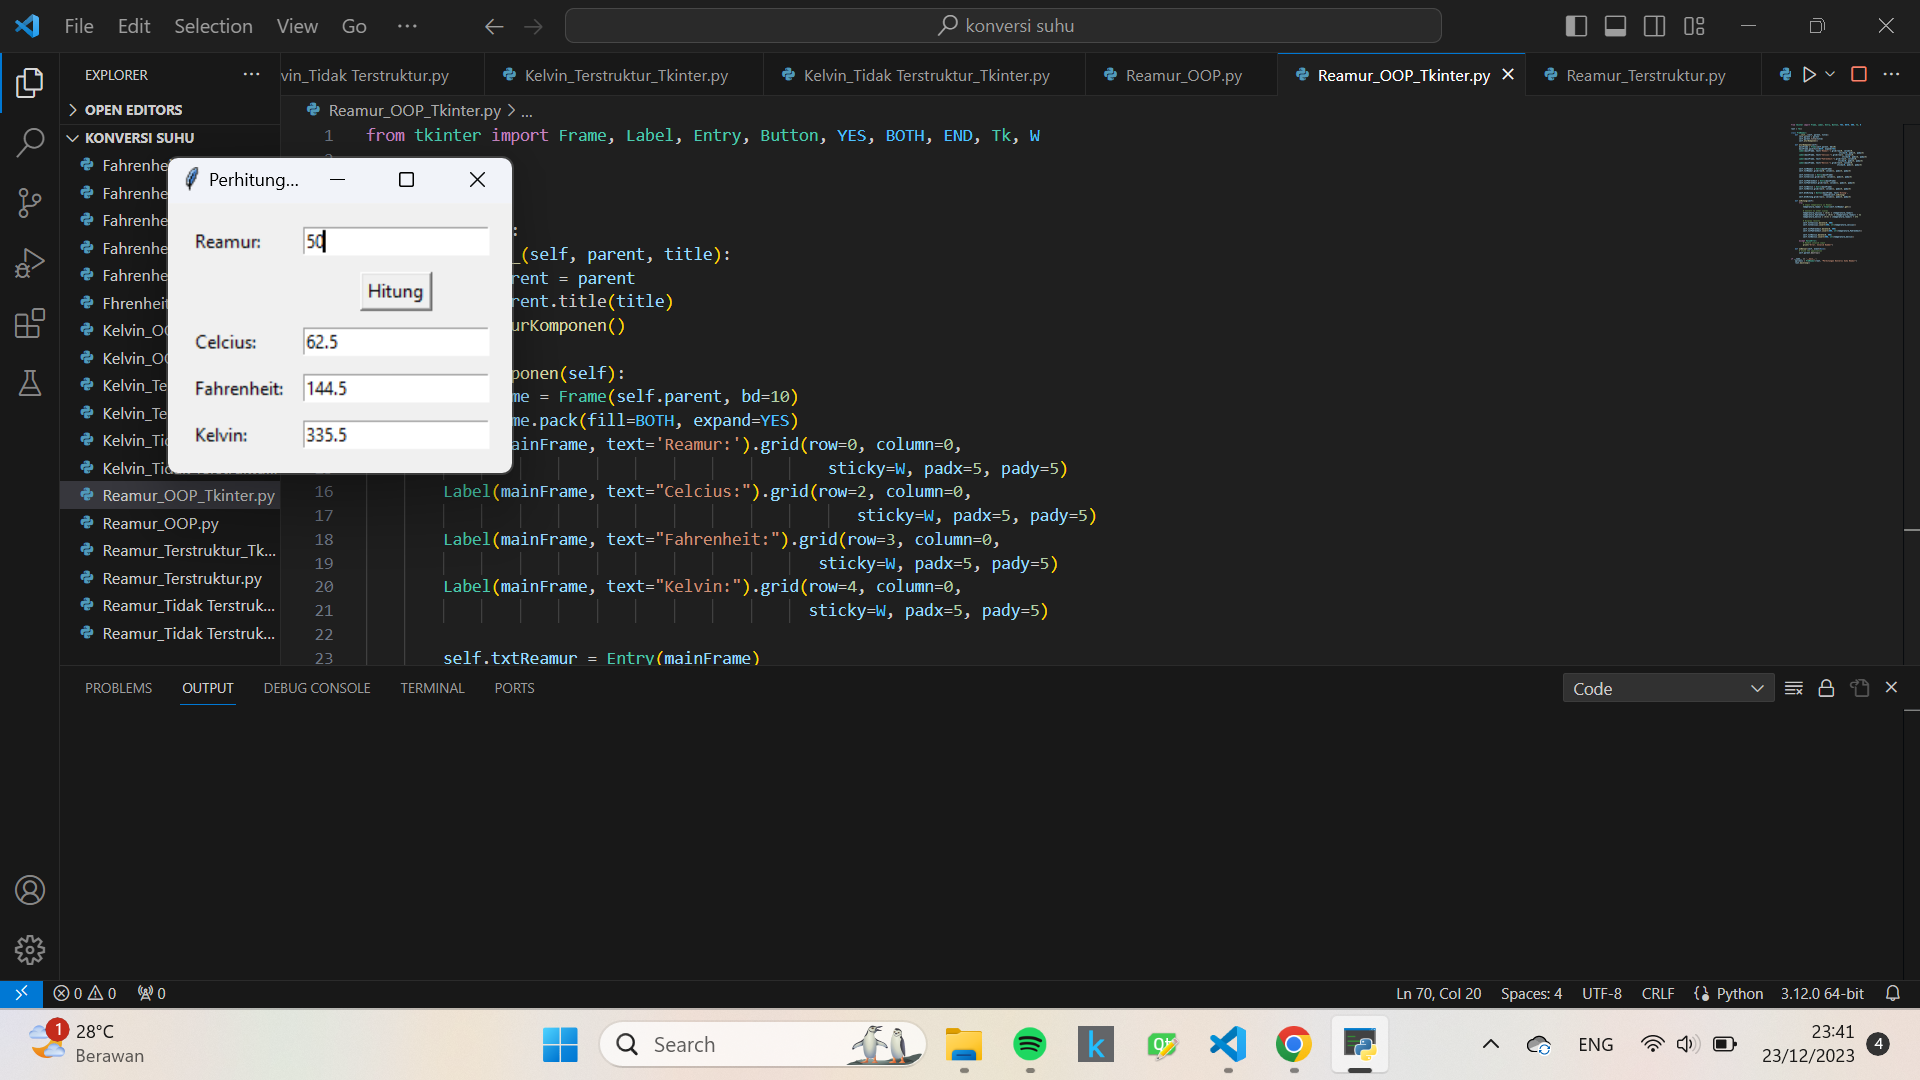 File Edit Selection View Go ···
konversi suhu
EXPLORER ···
vin_Tidak Terstruktur.py
Kelvin_Terstruktur_Tkinter.py
Kelvin_Tidak Terstruktur_Tkinter.py
Reamur_OOP.py
Reamur_OOP_Tkinter.py
Reamur_Terstruktur.py
OPEN EDITORS
KONVERSI SUHU
Reamur_OOP_Tkinter.py > ...
Fahrenhe
Fahrenhe
Fahrenhe
Fahrenhe
Fahrenhe
Fhrenheit
Kelvin_OO
Kelvin_OO
Kelvin_Te
Kelvin_Te
Kelvin_Tid
Reamur_OOP_Tkinter.py
Reamur_OOP.py
Reamur_Terstruktur_Tk...
Reamur_Terstruktur.py
Reamur_Tidak Terstruk...
Reamur_Tidak Terstruk...
Perhitung...
Reamur: 50
Hitung
Celcius: 62.5
Fahrenheit: 144.5
Kelvin: 335.5
1 from tkinter import Frame, Label, Entry, Button, YES, BOTH, END, Tk, W
:
_(self, parent, title):
rent = parent
rent.title(title)
urKomponen()
ponen(self):
me = Frame(self.parent, bd=10)
me.pack(fill=BOTH, expand=YES)
ainFrame, text='Reamur:').grid(row=0, column=0,
sticky=W, padx=5, pady=5)
16 Label(mainFrame, text="Celcius:").grid(row=2, column=0,
17 sticky=W, padx=5, pady=5)
18 Label(mainFrame, text="Fahrenheit:").grid(row=3, column=0,
19 sticky=W, padx=5, pady=5)
20 Label(mainFrame, text="Kelvin:").grid(row=4, column=0,
21 sticky=W, padx=5, pady=5)
22
23 self.txtReamur = Entry(mainFrame)
PROBLEMS OUTPUT DEBUG CONSOLE TERMINAL PORTS
Code
0 0 0
Ln 70, Col 20 Spaces: 4 UTF-8 CRLF Python 3.12.0 64-bit
1
28°C
Berawan
Search
ENG
23:41
23/12/2023
4